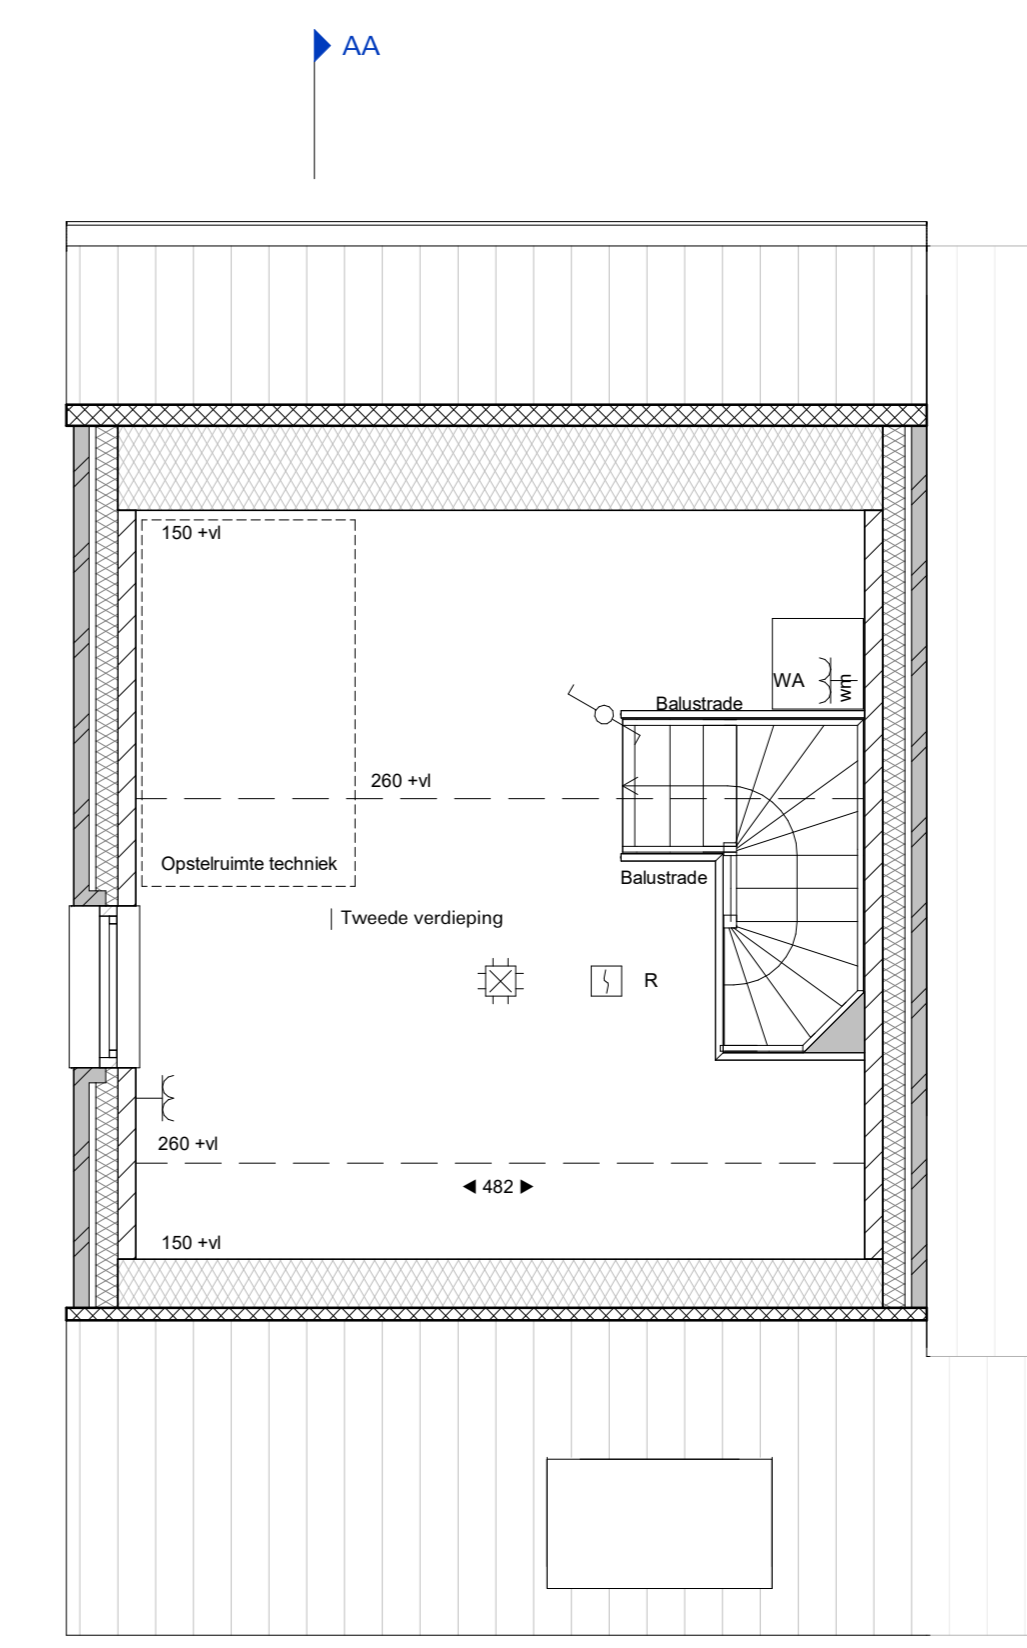 AA
150 +vl
WA
wm
Balustrade
260 +vl
Opstelruimte techniek
Balustrade
Tweede verdieping
R
260 +vl
482
150 +vl